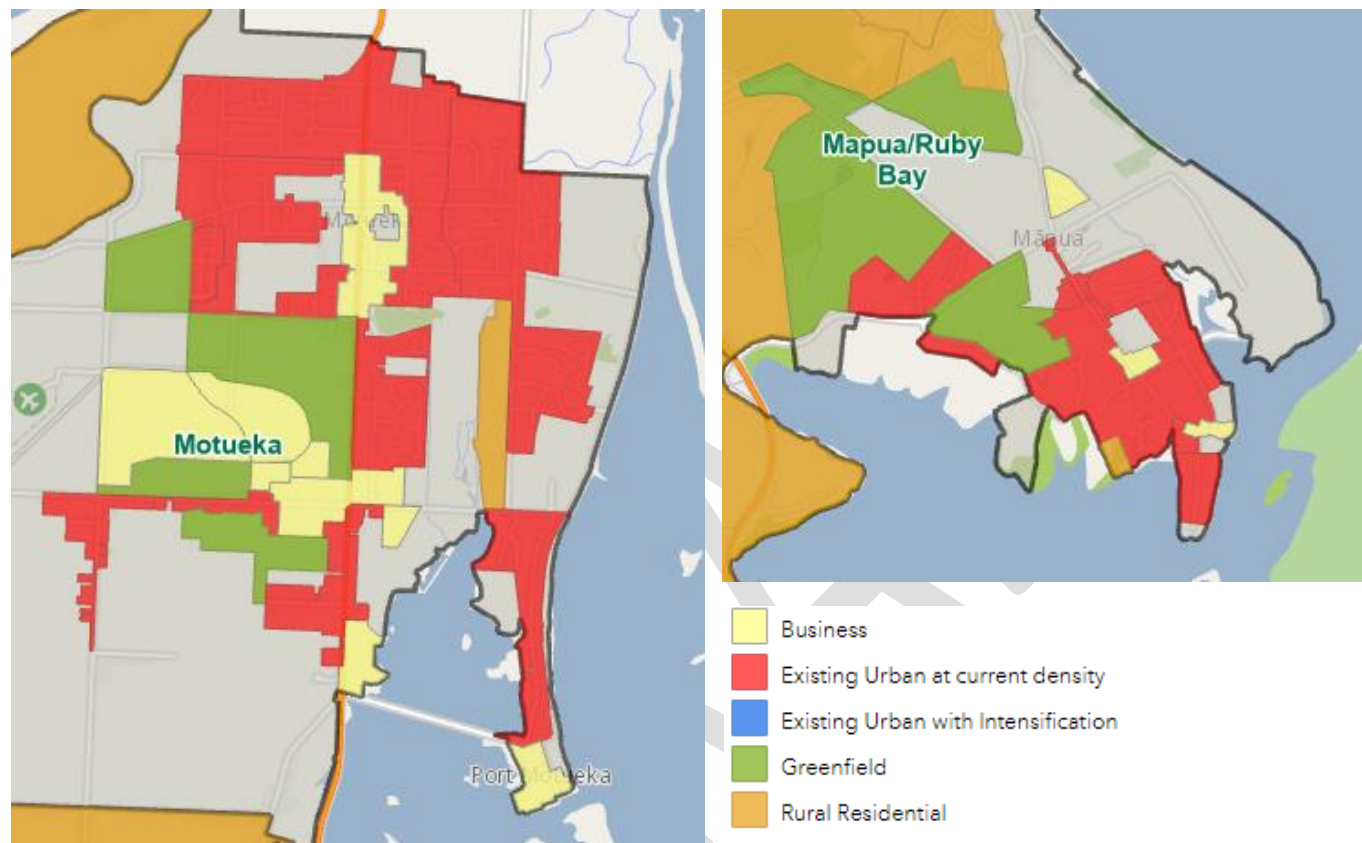 Motueka
Motueka
Port Motueka
Mapua/Ruby
Bay
Māpua
Business
Existing Urban at current density
Existing Urban with Intensification
Greenfield
Rural Residential